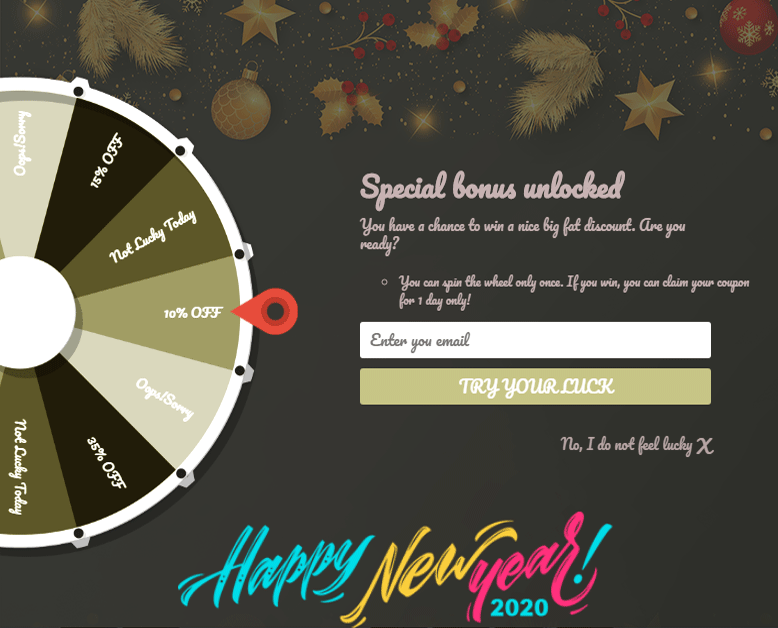 Oops!Sorry
15% OFF
Not Lucky Today
10% OFF
Oops!Sorry
35% OFF
Not Lucky Today
Special bonus unlocked
You have a chance to win a nice big fat discount. Are you
ready?
You can spin the wheel only once. If you win, you can claim your coupon
for 1 day only!
Enter you email
TRY YOUR LUCK
No, I do not feel lucky X
Happy New year!
2020